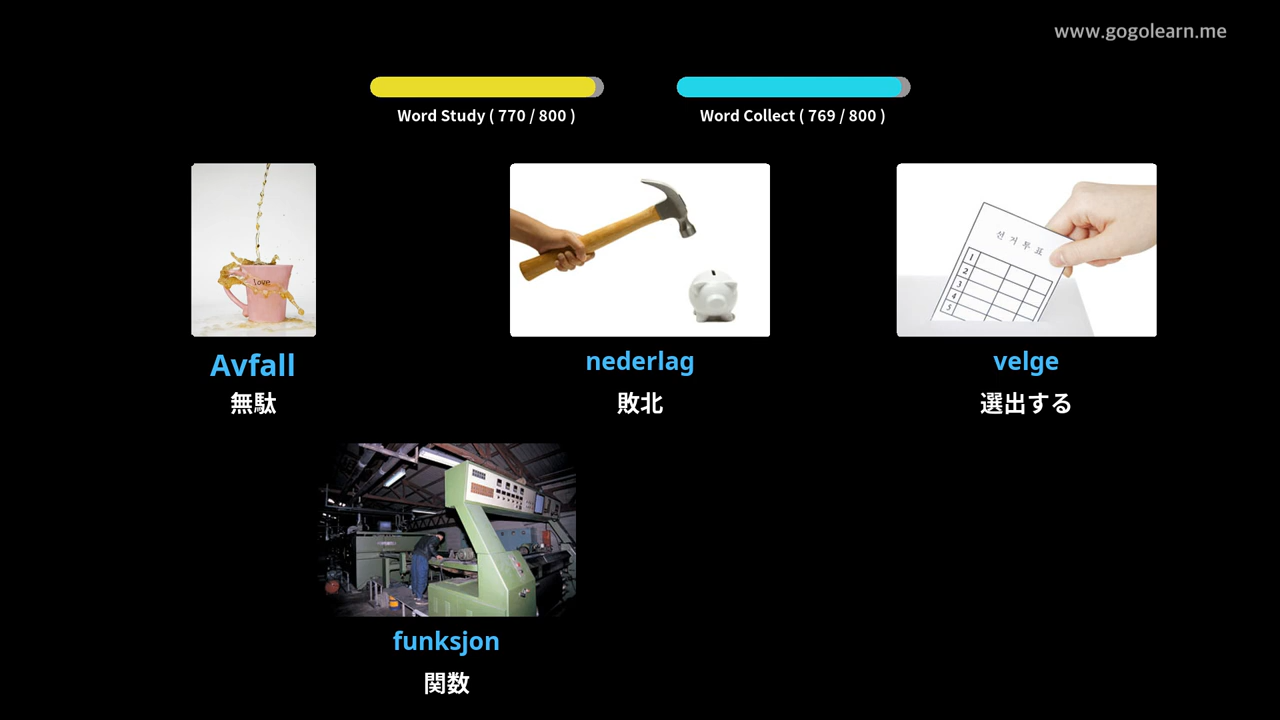 www.gogolearn.me
Word Study ( 770 / 800 )
Word Collect ( 769 / 800 )
love
선거투표
1
2
3
4
5
Avfall
無駄
nederlag
敗北
velge
選出する
funksjon
関数